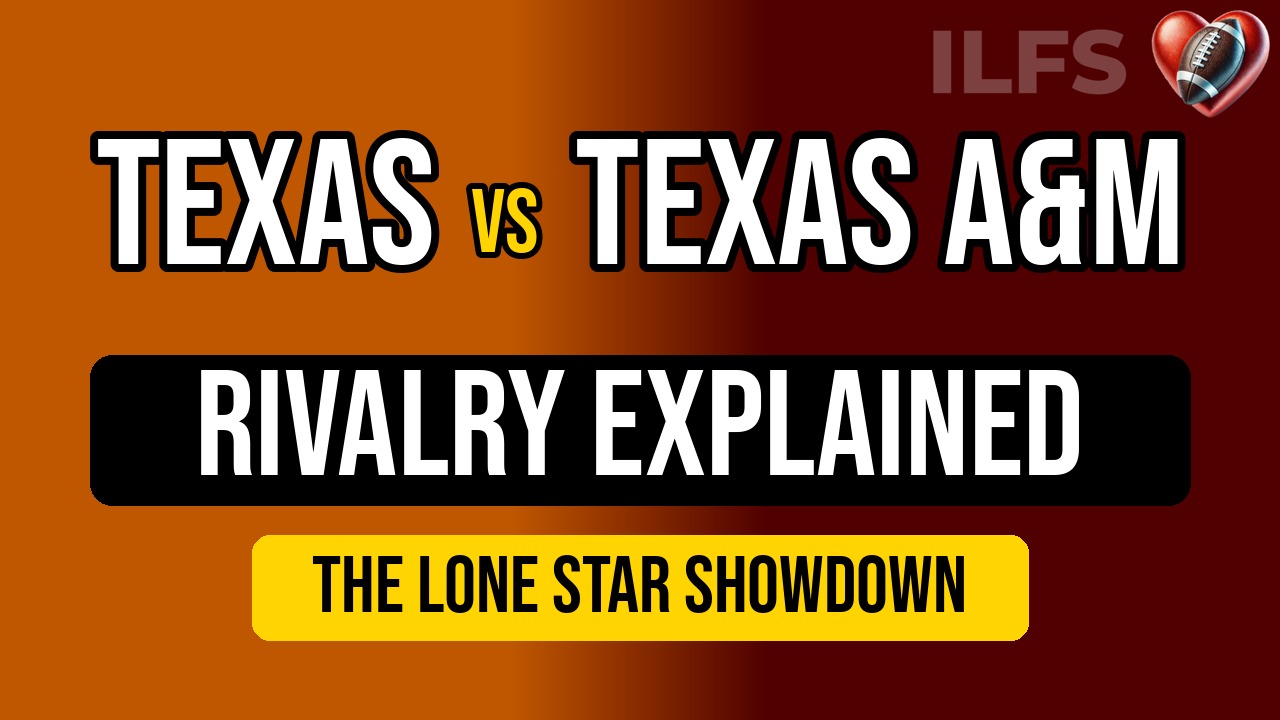 ILFS
TEXAS VS TEXAS A&M
RIVALRY EXPLAINED
THE LONE STAR SHOWDOWN